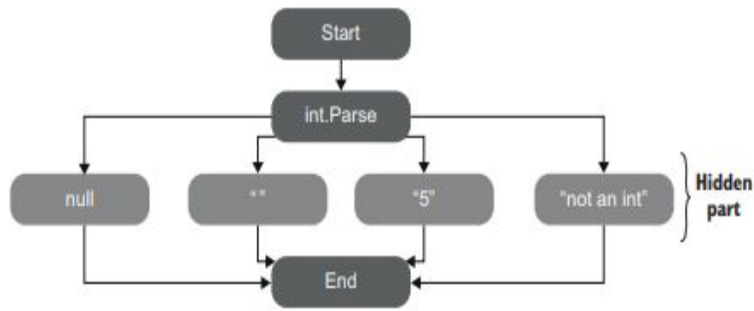 Start
int.Parse
null
“ ”
“5”
“not an int”
Hidden
part
End